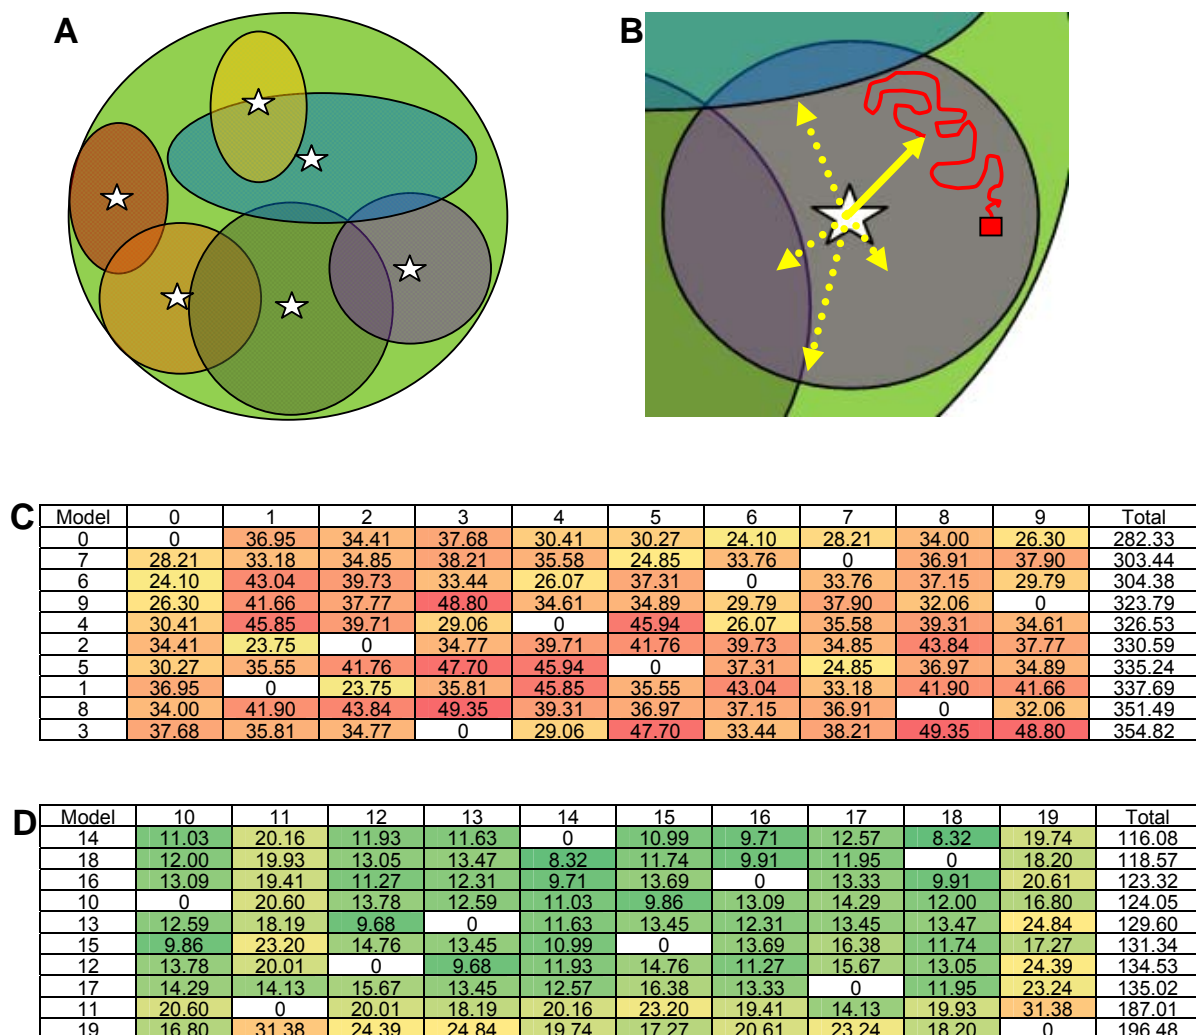 A
B
C
Model 0 1 2 3 4 5 6 7 8 9 Total
0 0 36.95 34.41 37.68 30.41 30.27 24.10 28.21 34.00 26.30 282.33
7 28.21 33.18 34.85 38.21 35.58 24.85 33.76 0 36.91 37.90 303.44
6 24.10 43.04 39.73 33.44 26.07 37.31 0 33.76 37.15 29.79 304.38
9 26.30 41.66 37.77 48.80 34.61 34.89 29.79 37.90 32.06 0 323.79
4 30.41 45.85 39.71 29.06 0 45.94 26.07 35.58 39.31 34.61 326.53
2 34.41 23.75 0 34.77 39.71 41.76 39.73 34.85 43.84 37.77 330.59
5 30.27 35.55 41.76 47.70 45.94 0 37.31 24.85 36.97 34.89 335.24
1 36.95 0 23.75 35.81 45.85 35.55 43.04 33.18 41.90 41.66 337.69
8 34.00 41.90 43.84 49.35 39.31 36.97 37.15 36.91 0 32.06 351.49
3 37.68 35.81 34.77 0 29.06 47.70 33.44 38.21 49.35 48.80 354.82
D
Model 10 11 12 13 14 15 16 17 18 19 Total
14 11.03 20.16 11.93 11.63 0 10.99 9.71 12.57 8.32 19.74 116.08
18 12.00 19.93 13.05 13.47 8.32 11.74 9.91 11.95 0 18.20 118.57
16 13.09 19.41 11.27 12.31 9.71 13.69 0 13.33 9.91 20.61 123.32
10 0 20.60 13.78 12.59 11.03 9.86 13.09 14.29 12.00 16.80 124.05
13 12.59 18.19 9.68 0 11.63 13.45 12.31 13.45 13.47 24.84 129.60
15 9.86 23.20 14.76 13.45 10.99 0 13.69 16.38 11.74 17.27 131.34
12 13.78 20.01 0 9.68 11.93 14.76 11.27 15.67 13.05 24.39 134.53
17 14.29 14.13 15.67 13.45 12.57 16.38 13.33 0 11.95 23.24 135.02
11 20.60 0 20.01 18.19 20.16 23.20 19.41 14.13 19.93 31.38 187.01
19 16.80 31.38 24.39 24.84 19.74 17.27 20.61 23.24 18.20 0 196.48